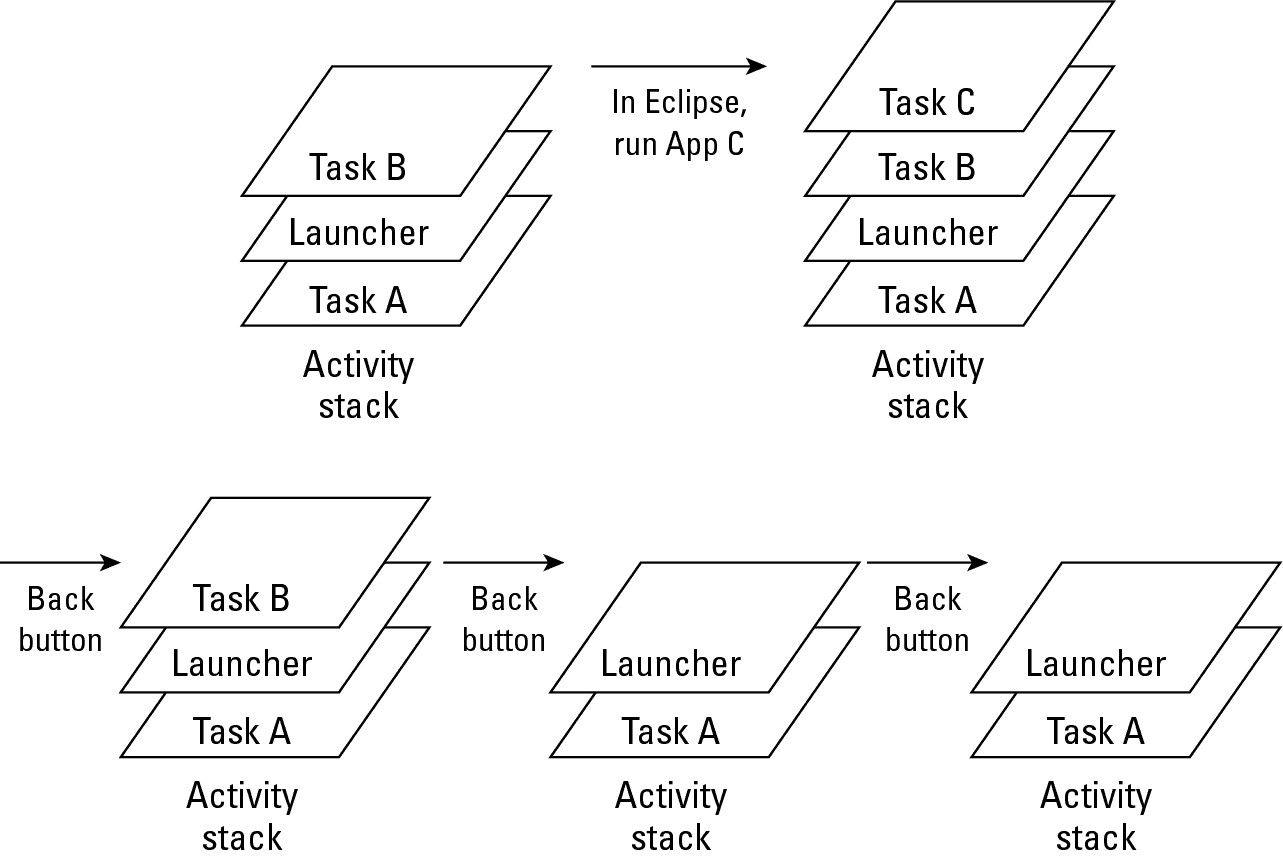 Task B
Launcher
Task A
Activity
stack
In Eclipse,
run App C
Task C
Task B
Launcher
Task A
Activity
stack
Back
button
Task B
Launcher
Task A
Activity
stack
Back
button
Launcher
Task A
Activity
stack
Back
button
Launcher
Task A
Activity
stack